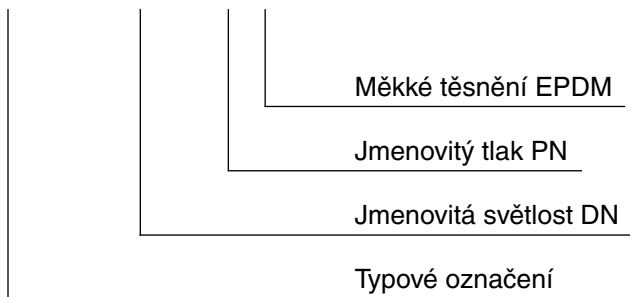 Měkké těsnění EPDM
Jmenovitý tlak PN
Jmenovitá světlost DN
Typové označení